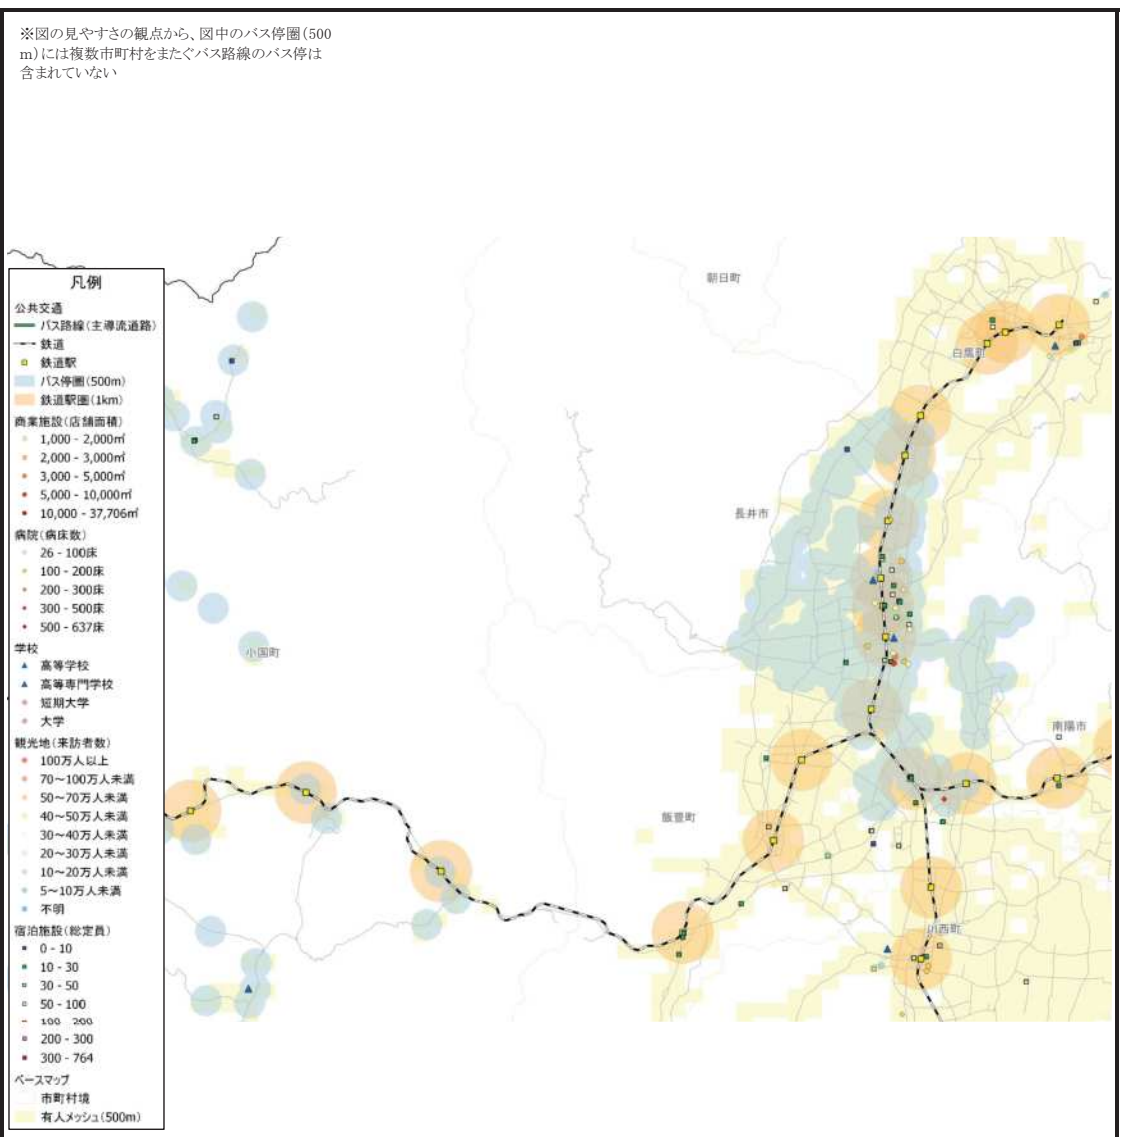 ※図の見やすさの観点から、図中のバス停圏(500
m)には複数市町村をまたぐバス路線のバス停は
含まれていない
凡例
公共交通
バス路線(主導流道路)
鉄道
鉄道駅
バス停圏(500m)
鉄道駅圏(1km)
商業施設(店舗面積)
1,000 - 2,000㎡
2,000 - 3,000㎡
3,000 - 5,000㎡
5,000 - 10,000㎡
10,000 - 37,706㎡
病院(病床数)
26 - 100床
100 - 200床
200 - 300床
300 - 500床
500 - 637床
学校
高等学校
高等専門学校
短期大学
大学
観光地(来訪者数)
100万人以上
70~100万人未満
50~70万人未満
40~50万人未満
30~40万人未満
20~30万人未満
10~20万人未満
5~10万人未満
不明
宿泊施設(総定員)
0 - 10
10 - 30
30 - 50
50 - 100
100 - 200
200 - 300
300 - 764
ベースマップ
市町村境
有人メッシュ(500m)
朝日町
白鷹町
長井市
小国町
南陽市
飯豊町
川西町